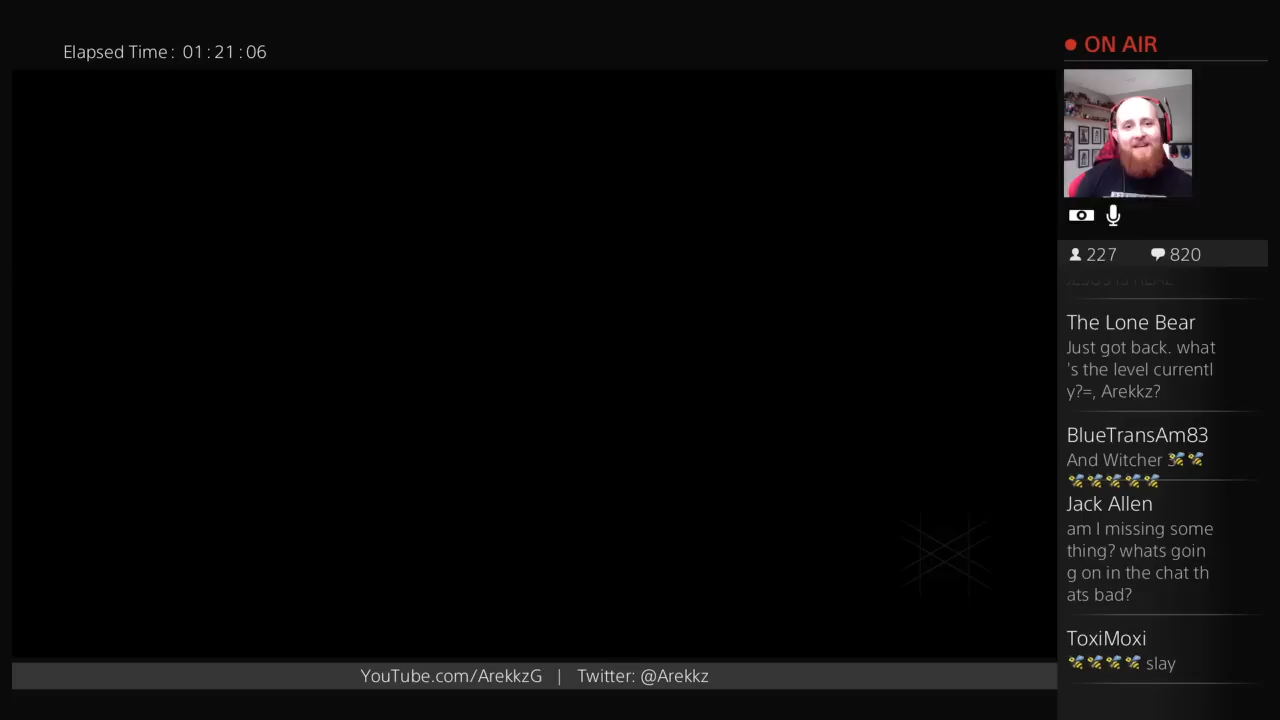 Elapsed Time: 01:21:06
ON AIR
227 820
The Lone Bear
Just got back. what
's the level currentl
y?=, Arekkz?
BlueTransAm83
And Witcher 3🐝🐝
🐝🐝🐝🐝🐝
Jack Allen
am I missing some
thing? whats goin
g on in the chat th
ats bad?
ToxiMoxi
🐝🐝🐝🐝 slay
YouTube.com/ArekkzG | Twitter: @Arekkz